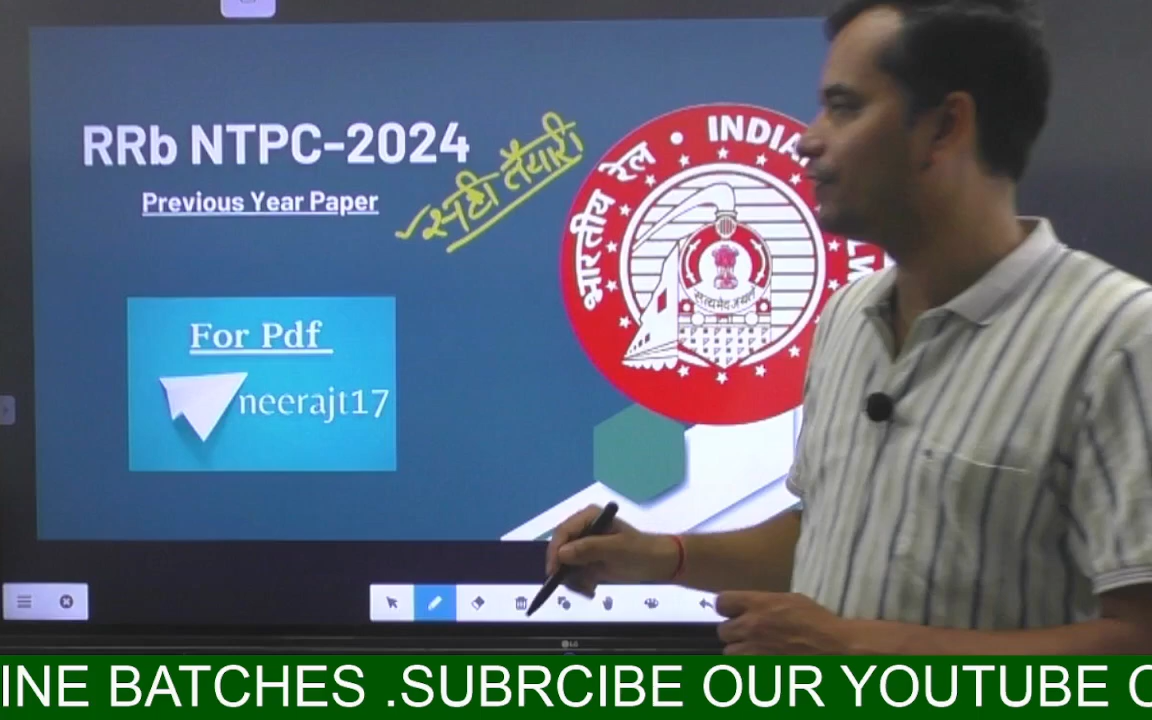 RRb NTPC-2024
Previous Year Paper
सही तैयारी
भारतीय रेल
INDIA
सत्यमेव जयते
For Pdf
neerajt17
LG
INE BATCHES .SUBRCIBE OUR YOUTUBE C